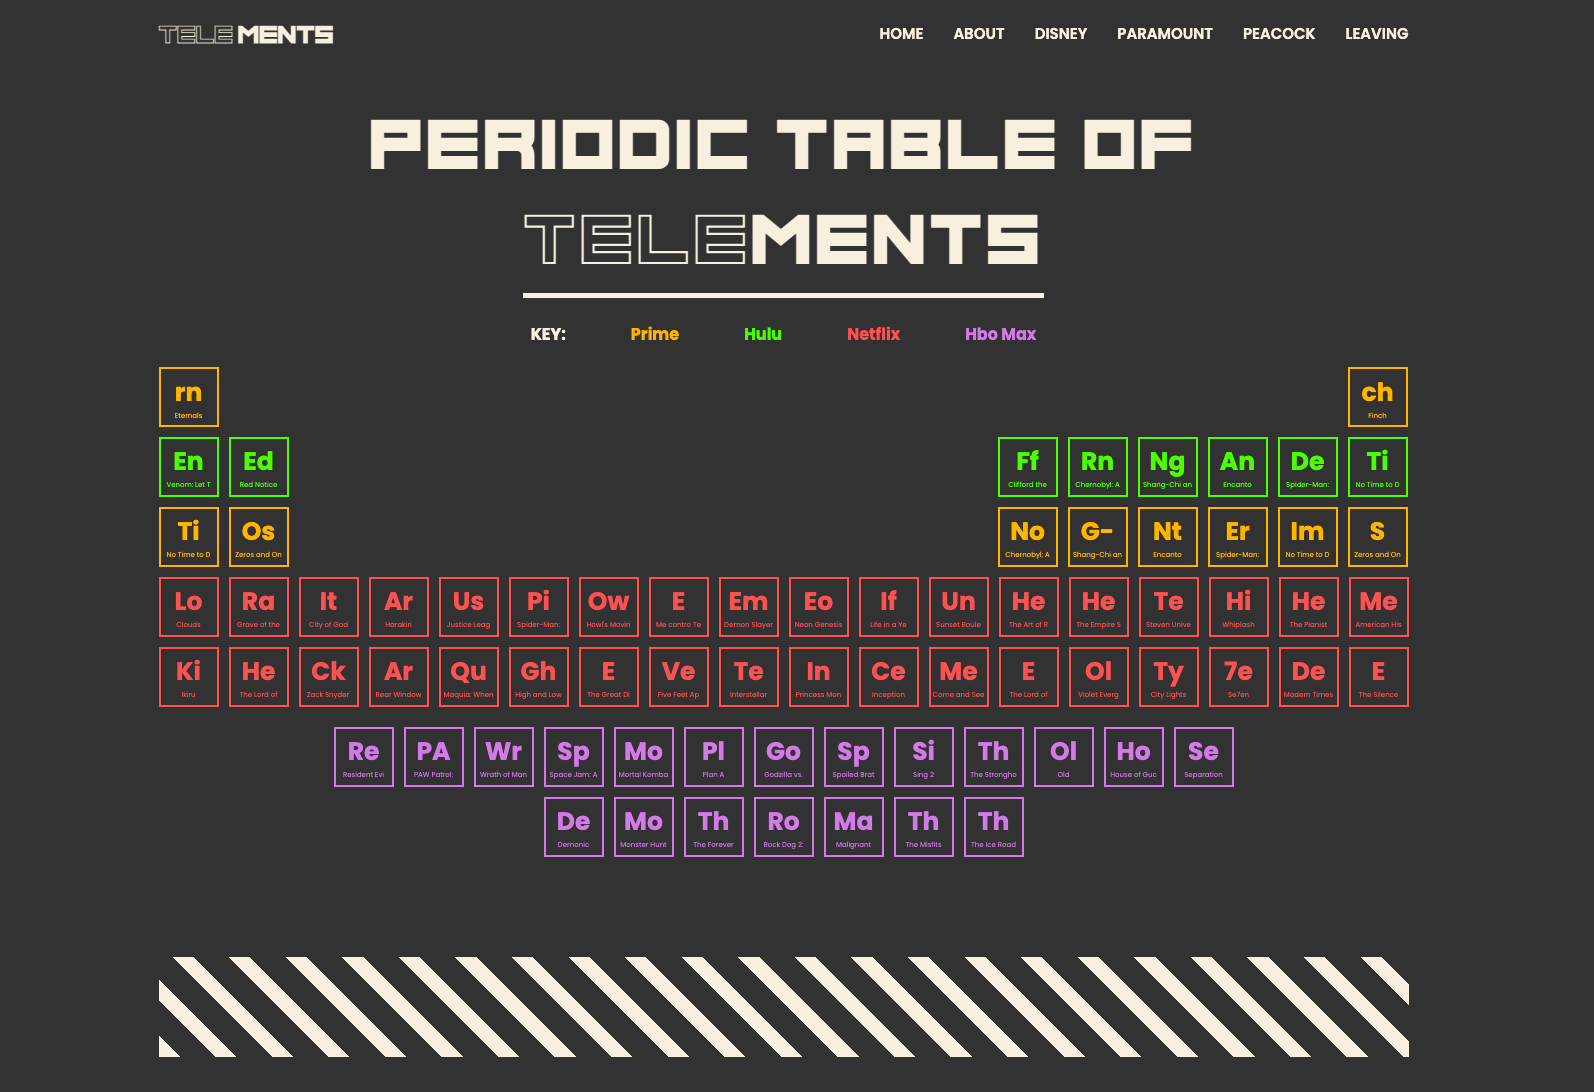 TELEMENTS HOME ABOUT DISNEY PARAMOUNT PEACOCK LEAVING
PERIODIC TABLE OF
TELEMENTS
KEY: Prime Hulu Netflix Hbo Max
rn ch
Eternals Finch
En Ed Ff Rn Ng An De Ti
Venom: Let T Red Notice Clifford the Chernobyl: A Shang-Chi an Encanto Spider-Man: No Time to D
Ti Os No G- Nt Er Im S
No Time to D Zeros and On Chernobyl: A Shang-Chi an Encanto Spider-Man: No Time to D Zeros and On
Lo Ra It Ar Us Pi Ow E Em Eo If Un He He Te Hi He Me
Clouds Grave of the City of God Harakiri Justice Leag Spider-Man: Howl's Movin Me contro Te Demon Slayer Neon Genesis Life in a Ye Sunset Boule The Art of R The Empire S Steven Unive Whiplash The Pianist American His
Ki He Ck Ar Qu Gh E Ve Te In Ce Me E Ol Ty 7e De E
Ikiru The Lord of Zack Snyder' Rear Window Maquia: When High and Low The Great Di Five Feet Ap Interstellar Princess Mon Inception Come and See The Lord of Violet Everg City Lights Se7en Modern Times The Silence
Re PA Wr Sp Mo Pl Go Sp Si Th Ol Ho Se
Resident Evi PAW Patrol: Wrath of Man Space Jam: A Mortal Komba Plan A Godzilla vs. Spoiled Brat Sing 2 The Strongho Old House of Guc Separation
De Mo Th Ro Ma Th Th
Demonic Monster Hunt The Forever Rock Dog 2: Malignant The Misfits The Ice Road